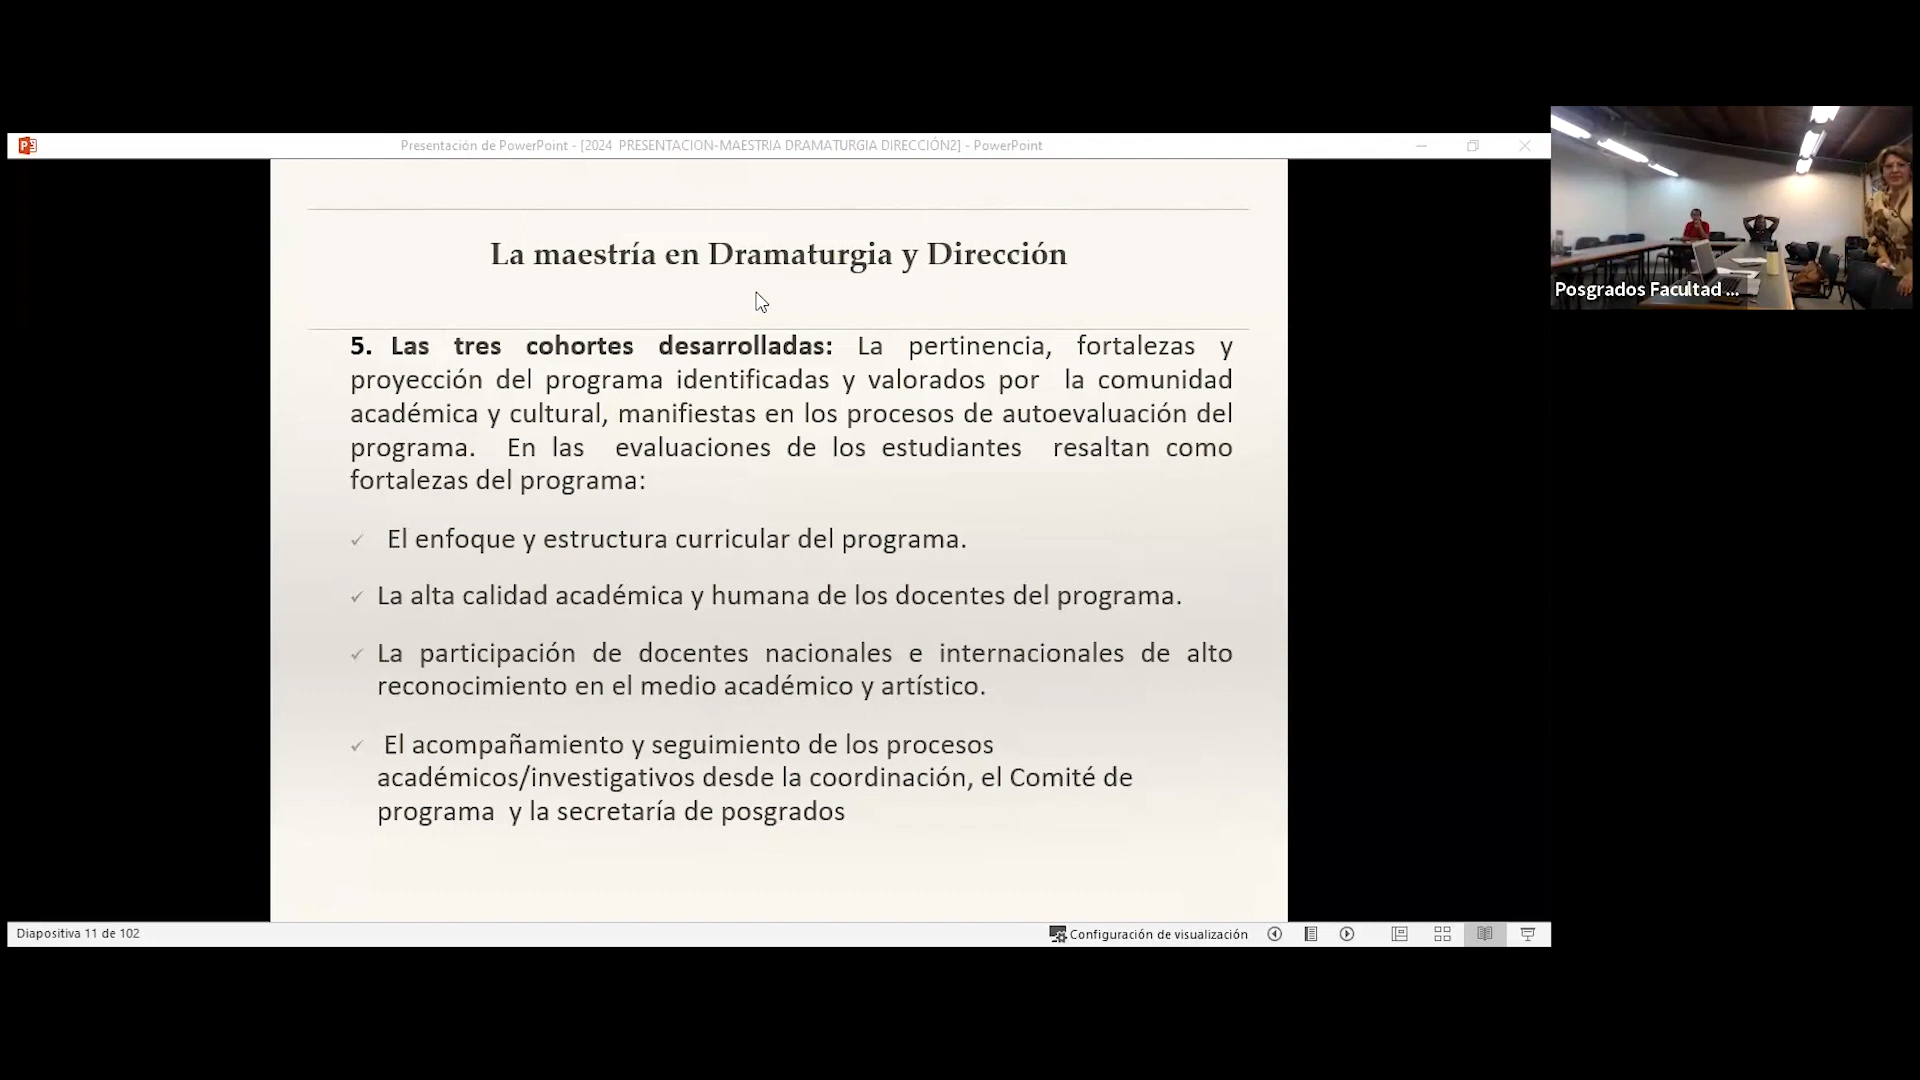 Presentación de PowerPoint - [2024 PRESENTACION-MAESTRIA DRAMATURGIA DIRECCIÓN2] - PowerPoint
La maestría en Dramaturgia y Dirección
5. Las tres cohortes desarrolladas: La pertinencia, fortalezas y
proyección del programa identificadas y valorados por la comunidad
académica y cultural, manifiestas en los procesos de autoevaluación del
programa. En las evaluaciones de los estudiantes resaltan como
fortalezas del programa:
✓ El enfoque y estructura curricular del programa.
✓ La alta calidad académica y humana de los docentes del programa.
✓ La participación de docentes nacionales e internacionales de alto
reconocimiento en el medio académico y artístico.
✓ El acompañamiento y seguimiento de los procesos
académicos/investigativos desde la coordinación, el Comité de
programa y la secretaría de posgrados
Diapositiva 11 de 102
Configuración de visualización
Posgrados Facultad ...